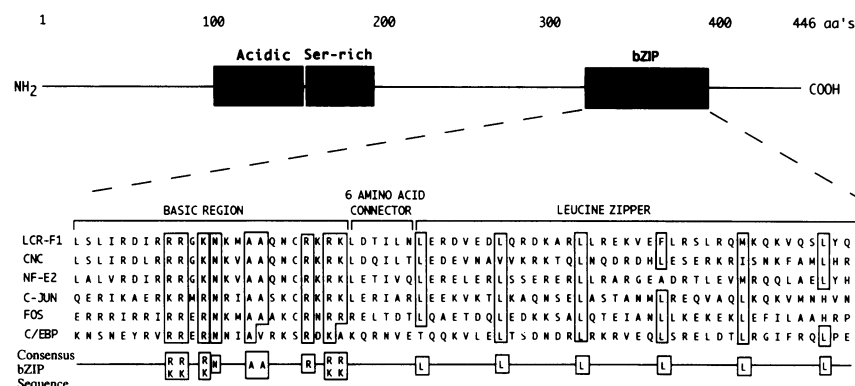 1 100 200 300 400 446 aa's
Acidic Ser-rich bZIP
NH2 COOH
6 AMINO ACID
BASIC REGION CONNECTOR LEUCINE ZIPPER
LCR-F1 L S L I R D I R R R G K N K M A A Q N C R K R K L D T I L N L E R D V E D L Q R D K A R L L R E K V E F L R S L R Q M K Q K V Q S L Y Q
CNC L S L I R D L R R R G K N K V A A Q N C R K R K L D Q I L T L E D E V N A V V K R K T Q L N Q D R D H L E S E R K R I S N K F A M L H R
NF-E2 L A L V R D I R R R G K N K V A A Q N C R K R K L E T I V Q L E R E L E R L S S E R E R L L R A R G E A D R T L E V M R Q Q L A E L Y H
C-JUN Q E R I K A E R K R M R N R I A A S K C R K R K L E R I A R L E E K V K T L K A Q N S E L A S T A N M L R E Q V A Q L K Q K V M N H V N
FOS E R R R I R R I R R E R N K M A A A K C R N R R R E L T D T L Q A E T D Q L E D K K S A L Q T E I A N L L K E K E K L E F I L A A H R P
C/EBP K N S N E Y R V R R E R N N I A V R K S R D K A K Q R N V E T Q Q K V L E L T S D N D R L R K R V E Q L S R E L D T L R G I F R Q L P E
Consensus R R R N A A R R R L L L L L L
bZIP K K K K K
Sequence